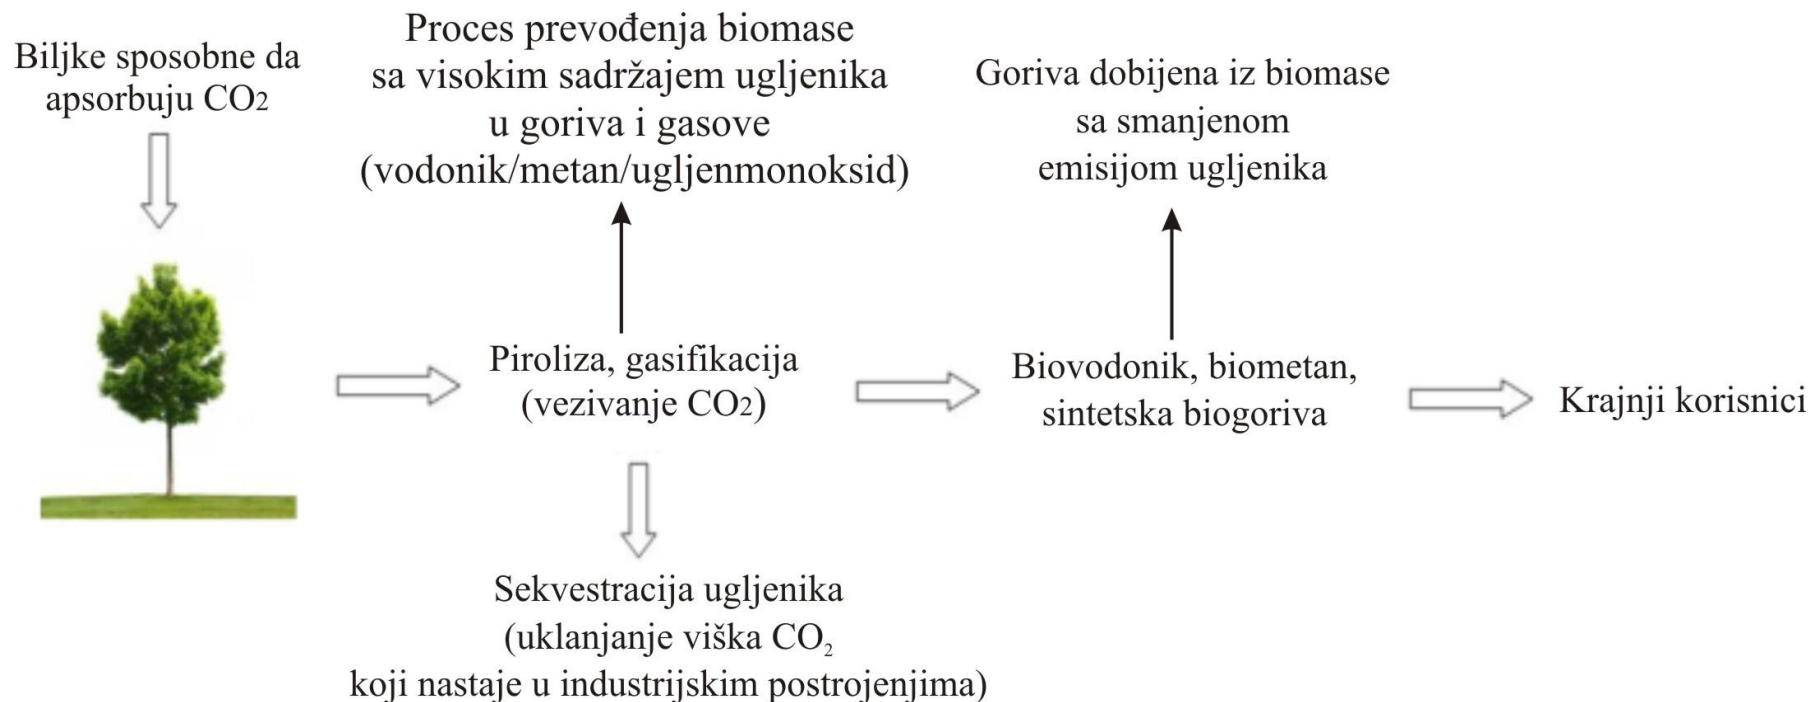 Biljke sposobne da
apsorbuju CO2
Proces prevođenja biomase
sa visokim sadržajem ugljenika
u goriva i gasove
(vodonik/metan/ugljenmonoksid)
Goriva dobijena iz biomase
sa smanjenom
emisijom ugljenika
Piroliza, gasifikacija
(vezivanje CO2)
Biovodonik, biometan,
sintetska biogoriva
Krajnji korisnici
Sekvestracija ugljenika
(uklanjanje viška CO₂
koji nastaje u industrijskim postrojenjima)